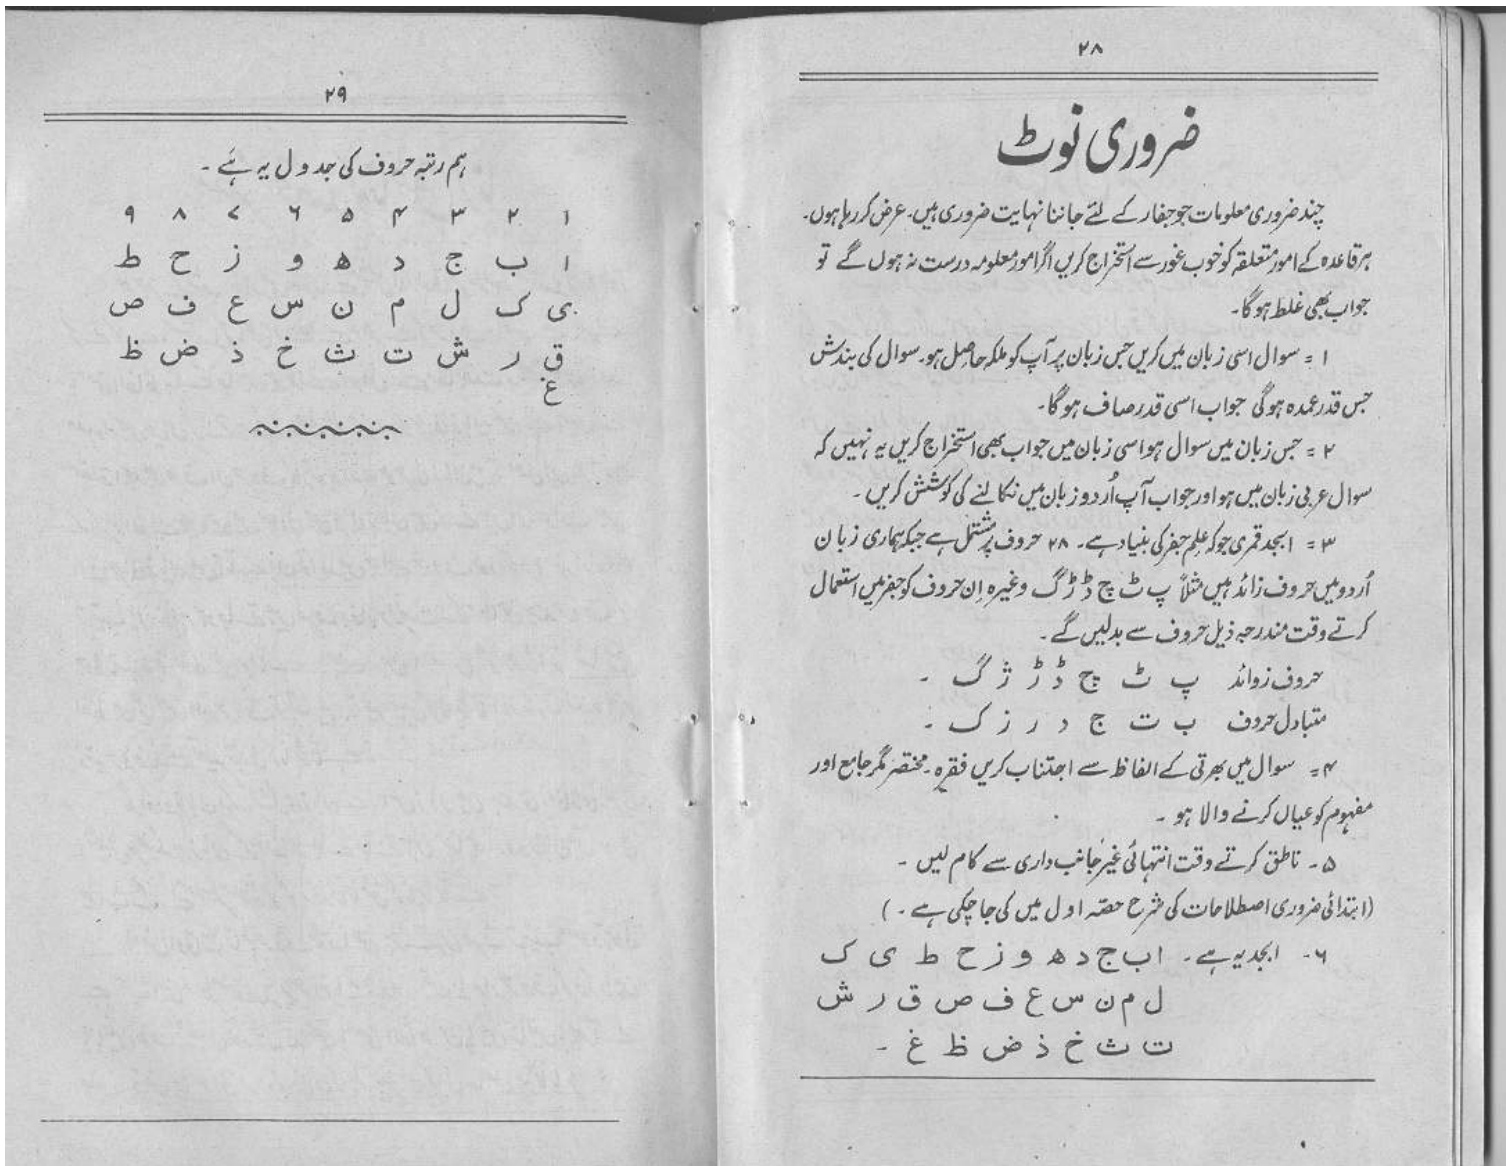 ۲۸
ضروری نوٹ
چند ضروری معلومات جو جفار کے لئے جاننا نہایت ضروری ہیں۔ عرض کر رہا ہوں۔
ہر قاعدہ کے امور متعلقہ کو خوب غور سے استخراج کریں اگر امور معلومہ درست نہ ہوں گے تو
جواب بھی غلط ہو گا۔
۱ = سوال اسی زبان میں کریں جس زبان پر آپ کو ملکہ حاصل ہو۔ سوال کی بندش
جس قدر عمدہ ہو گی جواب اسی قدر صاف ہو گا۔
۲ = جس زبان میں سوال ہو اسی زبان میں جواب بھی استخراج کریں یہ نہیں کہ
سوال عربی زبان میں ہو اور جواب آپ اُردو زبان میں نکالنے کی کوشش کریں۔
۳ = ابجد قمری جو کہ علم جفر کی بنیاد ہے۔ ۲۸ حروف پر مشتمل ہے جبکہ ہماری زبان
اُردو میں حروف زائد ہیں مثلاً پ ٹ چ ڈ ڑ گ وغیرہ اِن حروف کو جفر میں استعمال
کرتے وقت مندرجہ ذیل حروف سے بدلیں گے۔
حروف زوائد پ ٹ چ ڈ ڑ ژ گ ۔
متبادل حروف ب ت ج د ر ز ک ۔
۴ = سوال میں بھرتی کے الفاظ سے اجتناب کریں فقرہ۔ مختصر مگر جامع اور
مفہوم کو عیاں کرنے والا ہو ۔
۵ ۔ ناطق کرتے وقت انتہائی غیر جانب داری سے کام لیں ۔
(ابتدائی ضروری اصطلاحات کی شرح حصّہ اول میں کی جا چکی ہے ۔ )
۶ ۔ ابجد یہ ہے ۔ ا ب ج د ھ و ز ح ط ی ک
ل م ن س ع ف ص ق ر ش
ت ث خ ذ ض ظ غ ۔
۲۹
ہم رتبہ حروف کی جدول یہ ہَے ۔
۱ ۲ ۳ ۴ ۵ ۶ ۷ ۸ ۹
ا ب ج د ھ و ز ح ط
ی ک ل م ن س ع ف ص
ق ر ش ت ث خ ذ ض ظ
غ